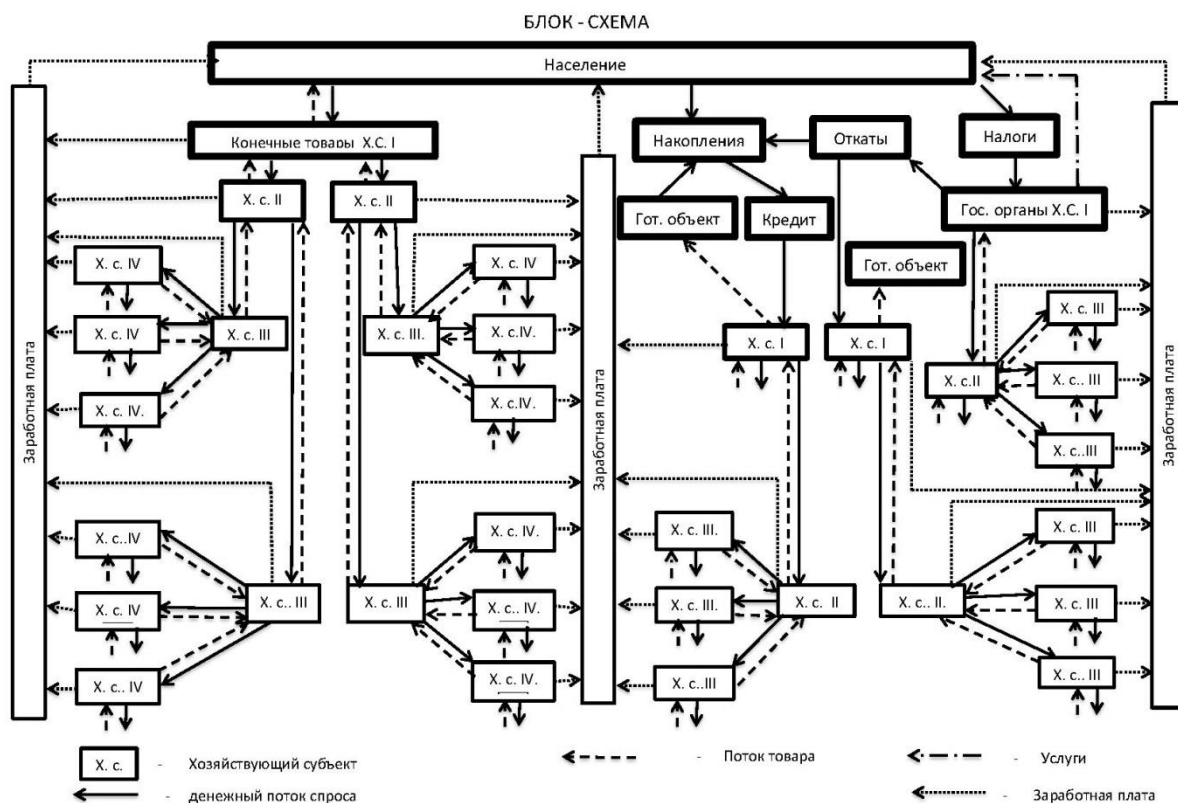 БЛОК - СХЕМА
Население
Конечные товары Х.С. I
Накопления
Откаты
Налоги
Х. с. II
Х. с. II
Гот. объект
Кредит
Гос. органы Х.С. I
Х. с. IV
Х. с. IV
Гот. объект
Х. с. IV
Х. с. III
Х. с. III.
Х. с.IV.
Х. с. I
Х. с. I
Х. с. III
Х. с.II
Х. с.. III
Х. с. IV.
Х. с.IV.
Х. с..III
Заработная плата
Заработная плата
Заработная плата
Х. с..IV
Х. с. IV.
Х. с. III.
Х. с. III
Х. с. IV
Х. с.. III
Х. с. III
Х. с.. IV.
Х. с. III.
Х. с. II
Х. с.. II.
Х. с. III
Х. с.. IV
Х. с. IV.
Х. с..III
Х. с.. III
Х. с. - Хозяйствующий субъект
- Поток товара
- Услуги
- денежный поток спроса
- Заработная плата